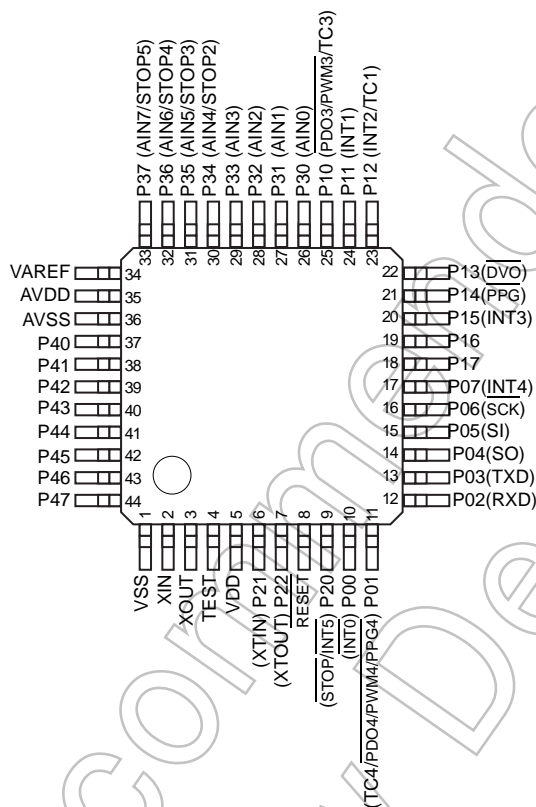 P37 (AIN7/STOP5)
P36 (AIN6/STOP4)
P35 (AIN5/STOP3)
P34 (AIN4/STOP2)
P33 (AIN3)
P32 (AIN2)
P31 (AIN1)
P30 (AIN0)
P10 (PDO3/PWM3/TC3)
P11 (INT1)
P12 (INT2/TC1)
33 32 31 30 29 28 27 26 25 24 23
VAREF 34
AVDD 35
AVSS 36
P40 37
P41 38
P42 39
P43 40
P44 41
P45 42
P46 43
P47 44
22 P13(DVO)
21 P14(PPG)
20 P15(INT3)
19 P16
18 P17
17 P07(INT4)
16 P06(SCK)
15 P05(SI)
14 P04(SO)
13 P03(TXD)
12 P02(RXD)
1 2 3 4 5 6 7 8 9 10 11
VSS
XIN
XOUT
TEST
VDD
(XTIN) P21
(XTOUT) P22
RESET
(STOP/INT5) P20
(INT0) P00
(TC4/PDO4/PWM4/PPG4) P01